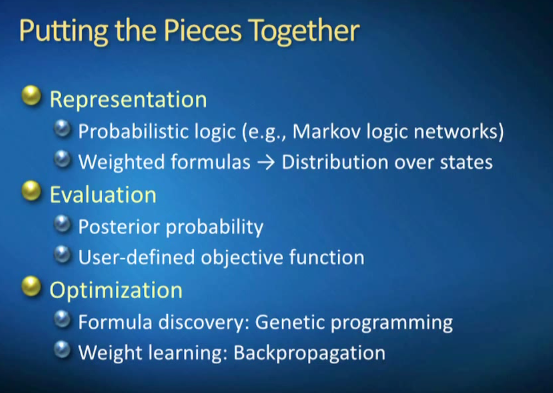 Putting the Pieces Together
Representation
Probabilistic logic (e.g., Markov logic networks)
Weighted formulas → Distribution over states
Evaluation
Posterior probability
User-defined objective function
Optimization
Formula discovery: Genetic programming
Weight learning: Backpropagation